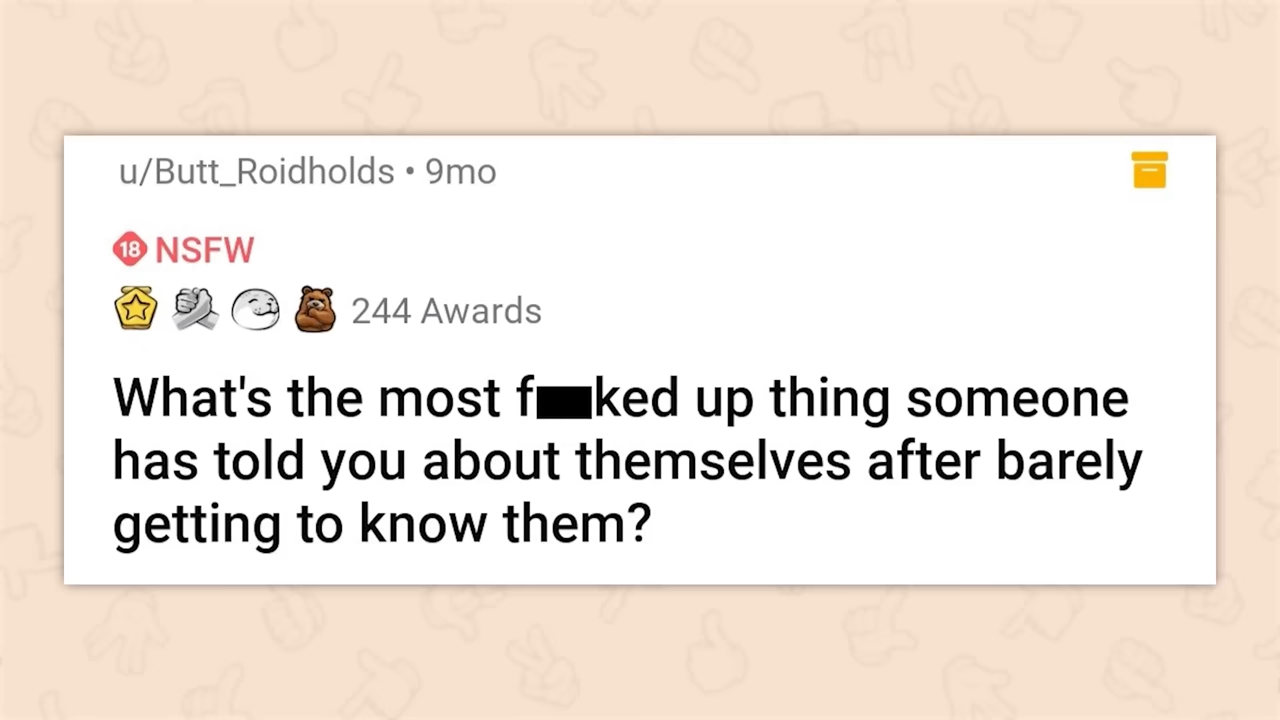 u/Butt_Roidholds • 9mo
18 NSFW
244 Awards
What's the most f██ked up thing someone
has told you about themselves after barely
getting to know them?